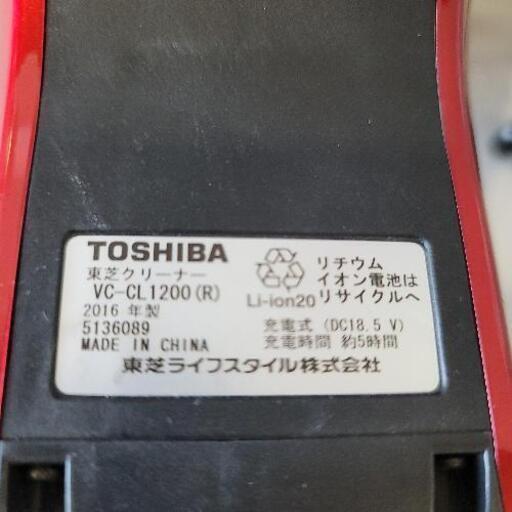 TOSHIBA
東芝クリーナー
VC-CL1200(R)
2016 年製
5136089
MADE IN CHINA
Li-ion20
リチウム
イオン電池は
リサイクルへ
充電式 (DC18.5 V)
充電時間 約5時間
東芝ライフスタイル株式会社